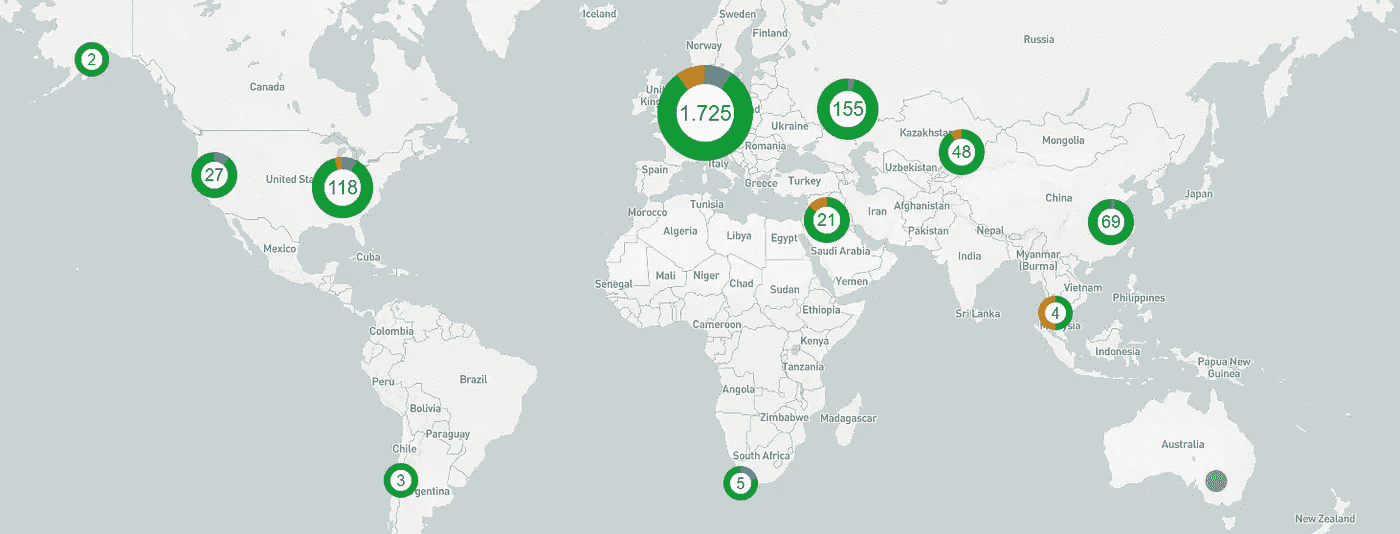 Iceland
Sweden
Finland
Norway
Russia
2
Canada
Unit
King
1.725
155
Ukraine
Romania
Kazakhstan
48
Mongolia
Italy
Spain
Greece
Turkey
Uzbekistan
27
United Sta
118
Japan
China
Afghanistan
Iran
Tunisia
Morocco
21
69
Algeria
Libya
Egypt
Pakistan
Nepal
Mexico
Cuba
Saudi Arabia
India
Myanmar
(Burma)
Mali
Niger
Chad
Sudan
Yemen
Senegal
Vietnam
Philippines
Ethiopia
Sri Lanka
4
Cameroon
Colombia
Kenya
Indonesia
Papua New
Guinea
Tanzania
Peru
Brazil
Angola
Bolivia
Zimbabwe
Madagascar
Paraguay
Chile
Australia
South Africa
3
gentina
5
New Zealand